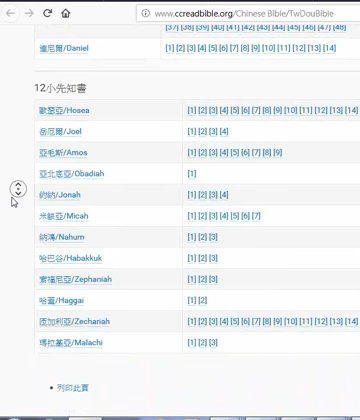 www.ccreadbible.org/Chinese Bible/TwDouBible
[37] [38] [39] [40] [41] [42] [43] [44] [45] [46] [47] [48]
達尼爾/Daniel [1] [2] [3] [4] [5] [6] [7] [8] [9] [10] [11] [12] [13] [14]
12小先知書
歐瑟亞/Hosea [1] [2] [3] [4] [5] [6] [7] [8] [9] [10] [11] [12] [13] [14]
岳厄爾/Joel [1] [2] [3] [4]
亞毛斯/Amos [1] [2] [3] [4] [5] [6] [7] [8] [9]
亞北底亞/Obadiah [1]
約納/Jonah [1] [2] [3] [4]
米該亞/Micah [1] [2] [3] [4] [5] [6] [7]
納鴻/Nahum [1] [2] [3]
哈巴谷/Habakkuk [1] [2] [3]
索福尼亞/Zephaniah [1] [2] [3]
哈蓋/Haggai [1] [2]
匝加利亞/Zechariah [1] [2] [3] [4] [5] [6] [7] [8] [9] [10] [11] [12] [13] [14]
瑪拉基亞/Malachi [1] [2] [3]
列印此頁